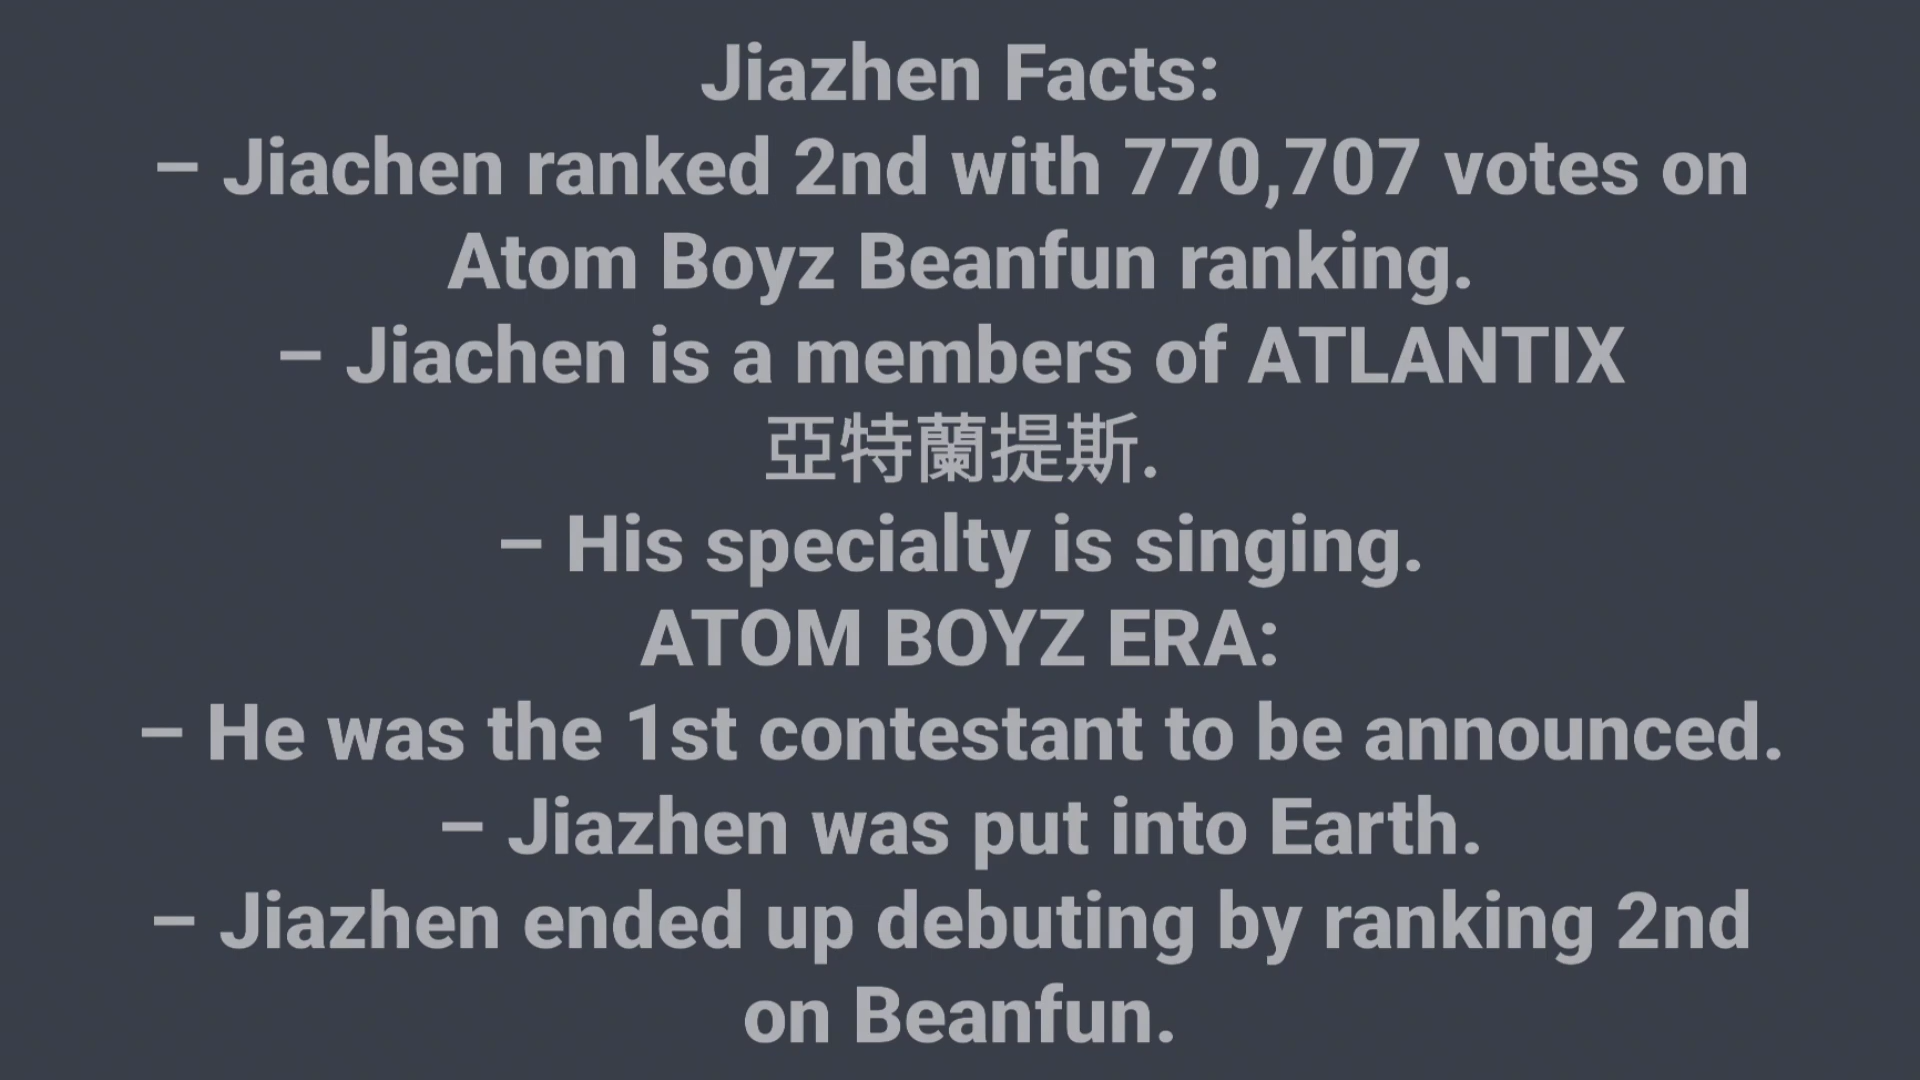 Jiazhen Facts:
– Jiachen ranked 2nd with 770,707 votes on
Atom Boyz Beanfun ranking.
– Jiachen is a members of ATLANTIX
亞特蘭提斯.
– His specialty is singing.
ATOM BOYZ ERA:
– He was the 1st contestant to be announced.
– Jiazhen was put into Earth.
– Jiazhen ended up debuting by ranking 2nd
on Beanfun.